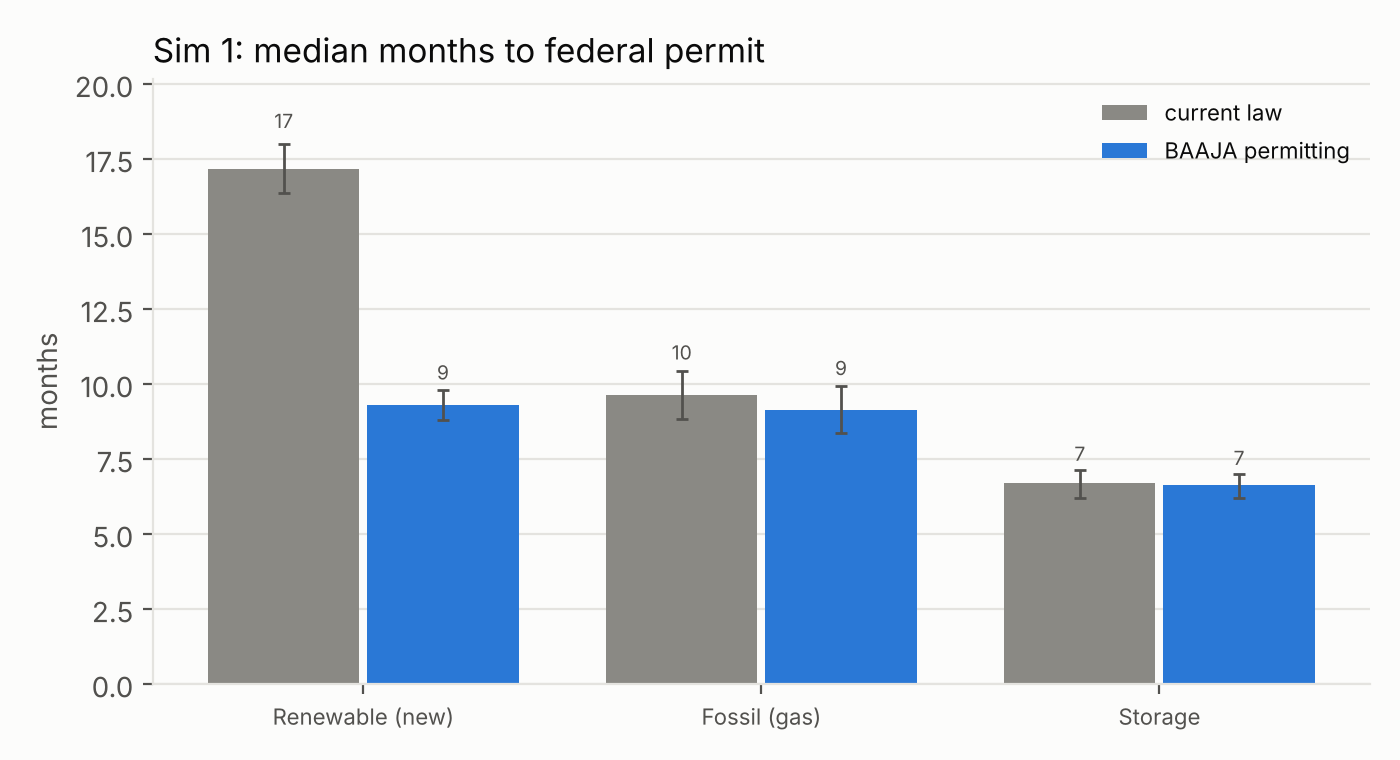 Sim 1: median months to federal permit
20.0
17.5
15.0
12.5
10.0
7.5
5.0
2.5
0.0
months
current law
BAAJA permitting
17
9
10
9
7
7
Renewable (new)
Fossil (gas)
Storage